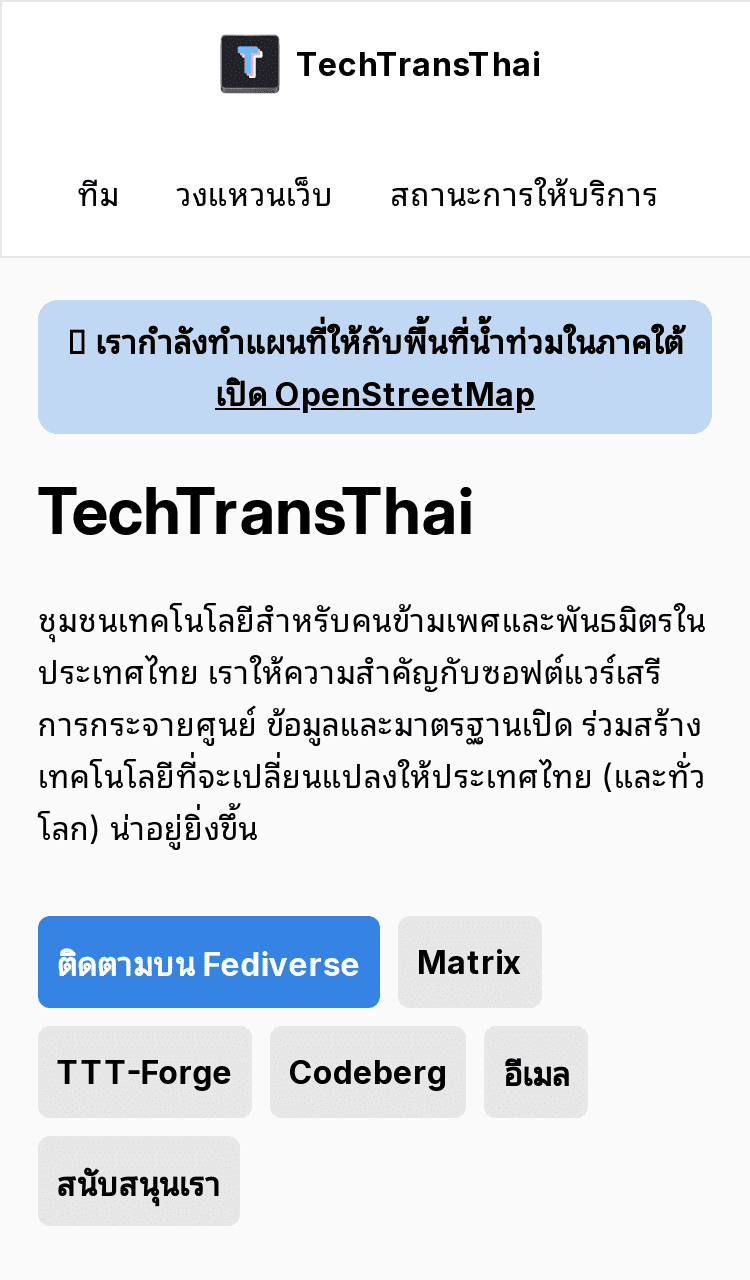 TechTransThai
ทีม วงแหวนเว็บ สถานะการให้บริการ
เรากำลังทำแผนที่ให้กับพื้นที่น้ำท่วมในภาคใต้
เปิด OpenStreetMap
TechTransThai
ชุมชนเทคโนโลยีสำหรับคนข้ามเพศและพันธมิตรใน
ประเทศไทย เราให้ความสำคัญกับซอฟต์แวร์เสรี
การกระจายศูนย์ ข้อมูลและมาตรฐานเปิด ร่วมสร้าง
เทคโนโลยีที่จะเปลี่ยนแปลงให้ประเทศไทย (และทั่ว
โลก) น่าอยู่ยิ่งขึ้น
ติดตามบน Fediverse Matrix
TTT-Forge Codeberg อีเมล
สนับสนุนเรา